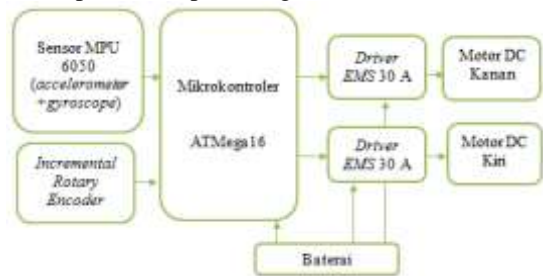 Sensor MPU
6050
(accelerometer
+gyroscope)
Incremental
Rotary
Encoder
Mikrokontroler
ATMega16
Driver
EMS 30 A
Driver
EMS 30 A
Motor DC
Kanan
Motor DC
Kiri
Baterai